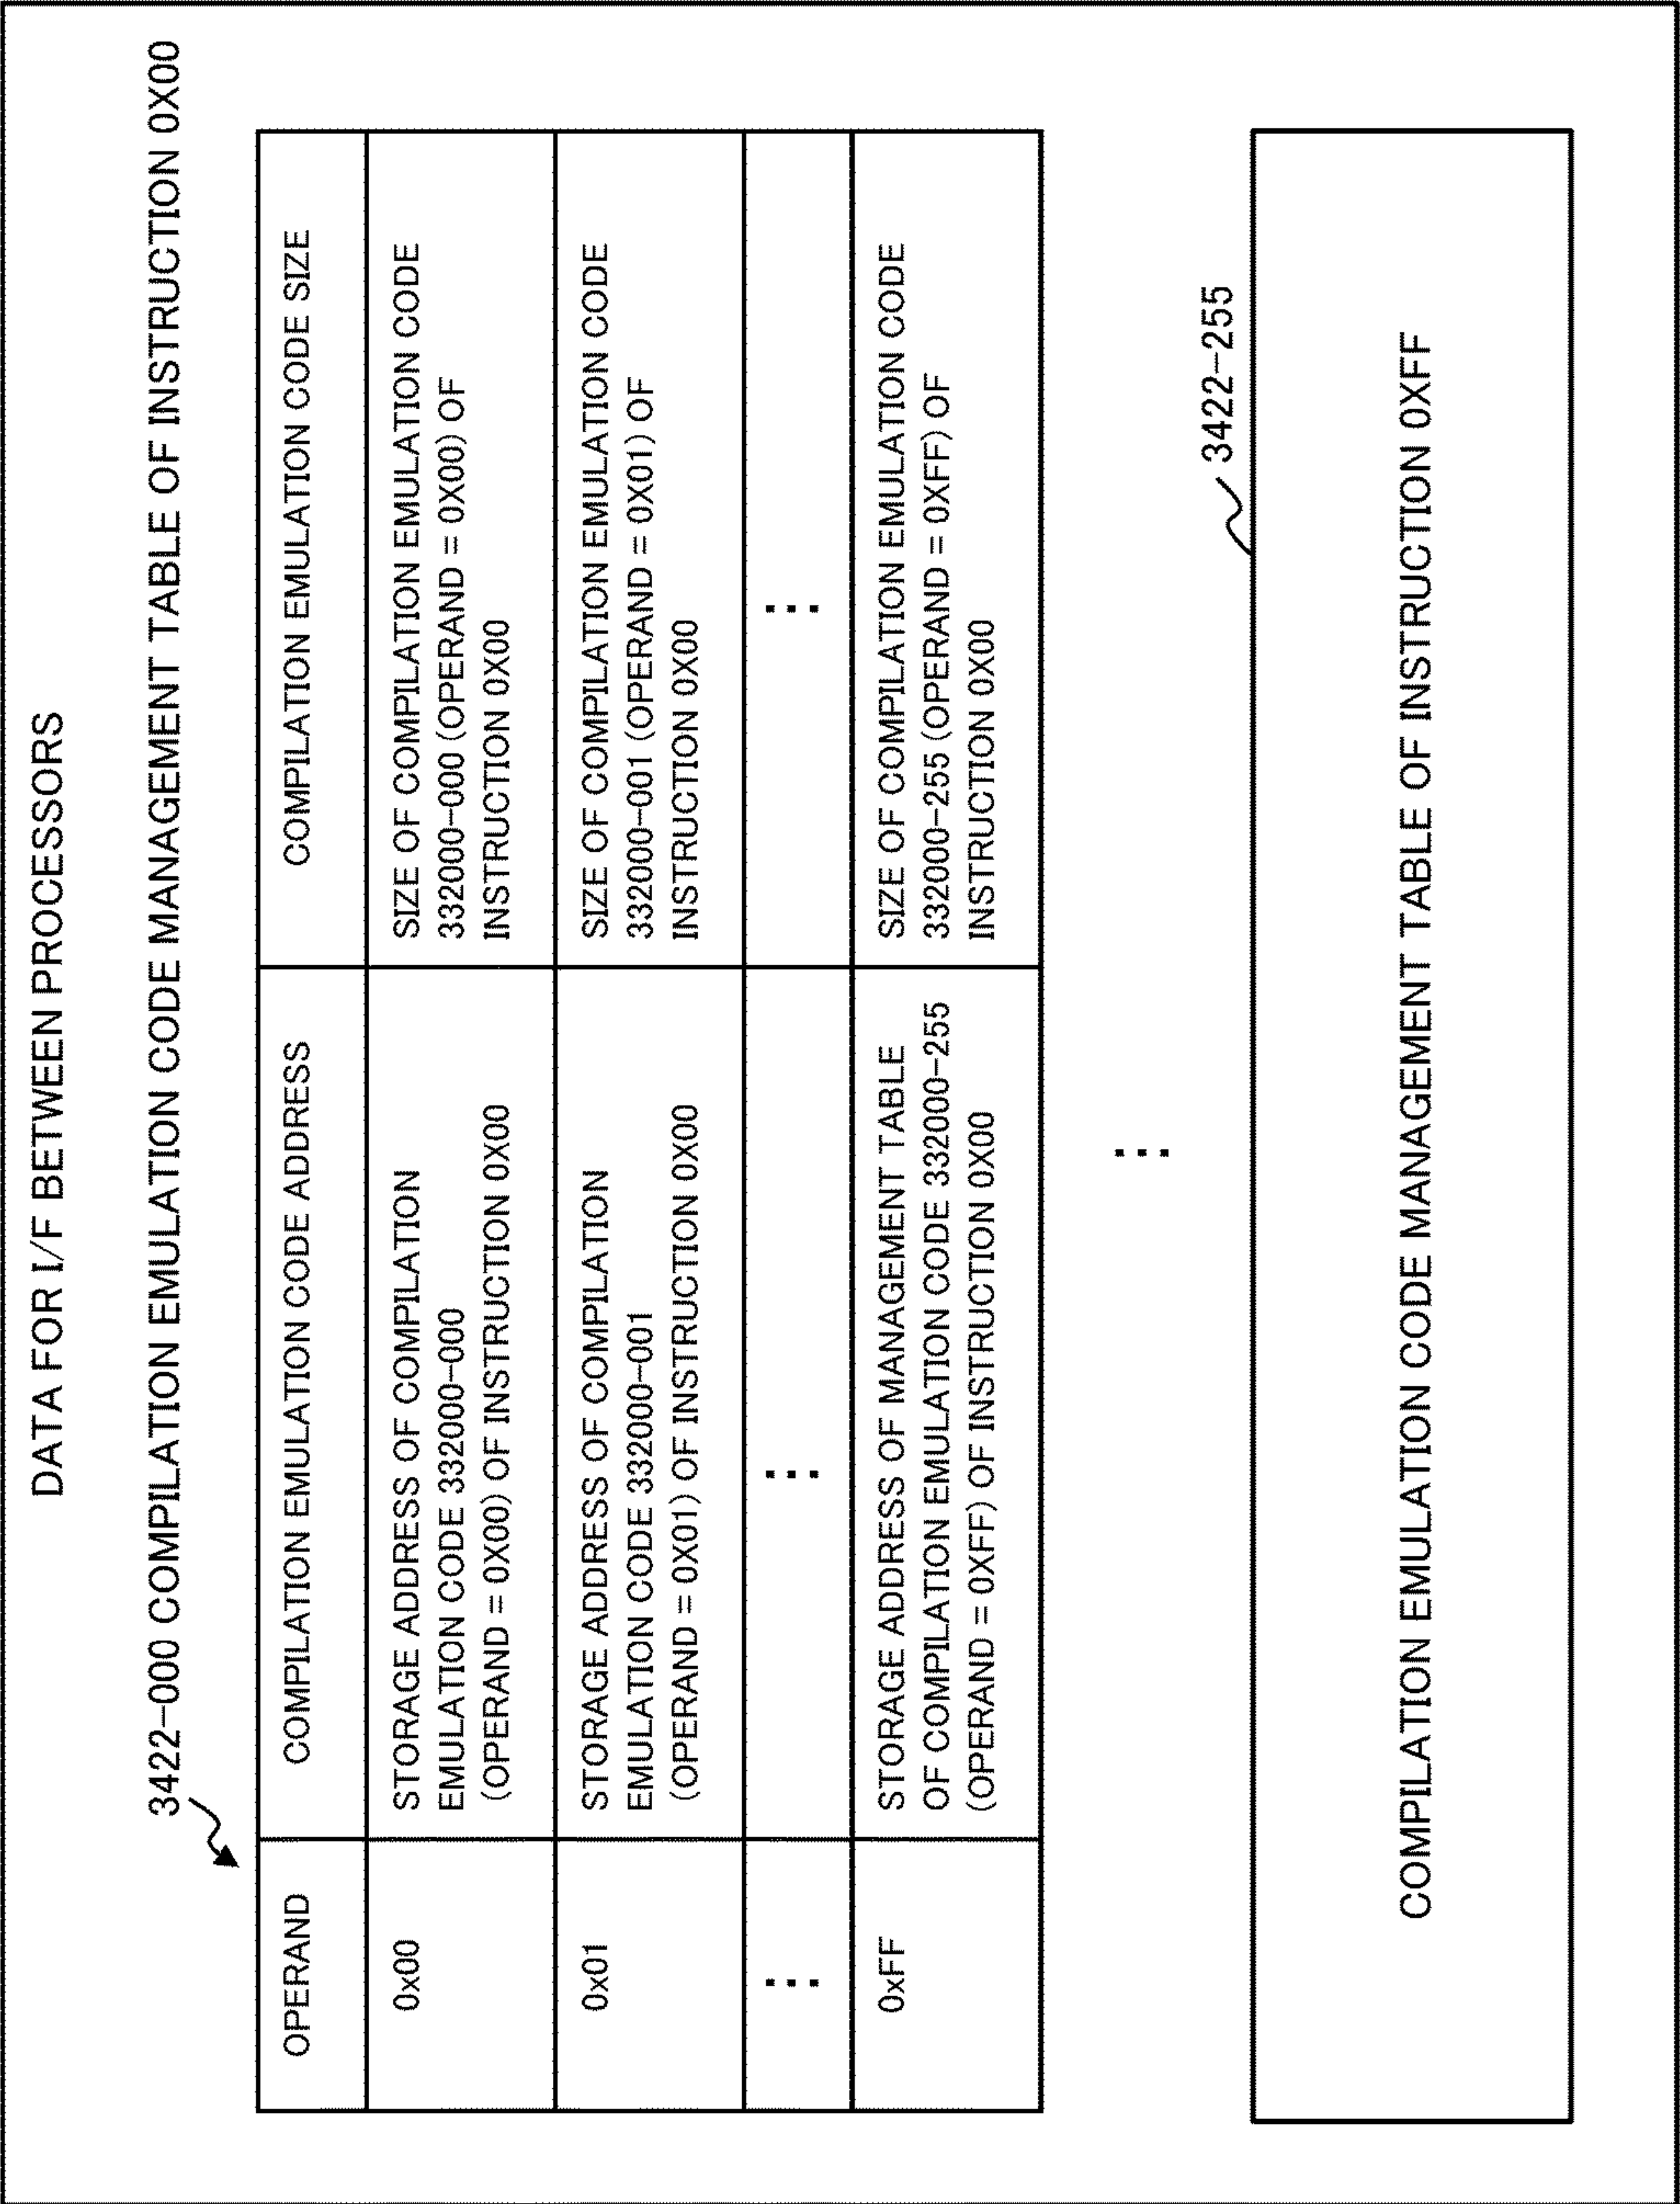 DATA FOR I/F BETWEEN PROCESSORS
3422-000 COMPILATION EMULATION CODE MANAGEMENT TABLE OF INSTRUCTION 0X00
OPERAND
COMPILATION EMULATION CODE ADDRESS
COMPILATION EMULATION CODE SIZE
0x00
STORAGE ADDRESS OF COMPILATION
EMULATION CODE 332000-000
(OPERAND = 0X00) OF INSTRUCTION 0X00
SIZE OF COMPILATION EMULATION CODE
332000-000 (OPERAND = 0X00) OF
INSTRUCTION 0X00
0x01
STORAGE ADDRESS OF COMPILATION
EMULATION CODE 332000-001
(OPERAND = 0X01) OF INSTRUCTION 0X00
SIZE OF COMPILATION EMULATION CODE
332000-001 (OPERAND = 0X01) OF
INSTRUCTION 0X00
...
...
...
0xFF
STORAGE ADDRESS OF MANAGEMENT TABLE
OF COMPILATION EMULATION CODE 332000-255
(OPERAND = 0XFF) OF INSTRUCTION 0X00
SIZE OF COMPILATION EMULATION CODE
332000-255 (OPERAND = 0XFF) OF
INSTRUCTION 0X00
...
3422-255
COMPILATION EMULATION CODE MANAGEMENT TABLE OF INSTRUCTION 0XFF